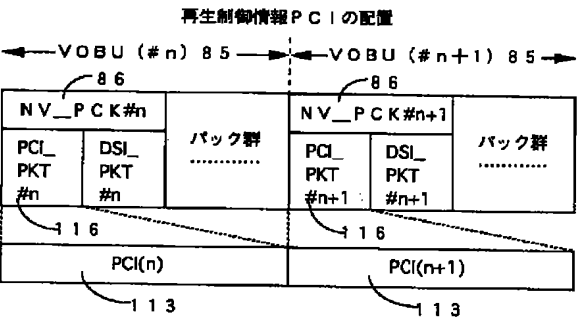 再生制御情報PCIの配置
VOBU(#n)85 VOBU(#n+1)85
86 86
NV_PCK#n NV_PCK#n+1
パック群 パック群
………… …………
PCI_ DSI_ PCI_ DSI_
PKT PKT PKT PKT
#n #n #n+1 #n+1
116 116
PCI(n) PCI(n+1)
113 113